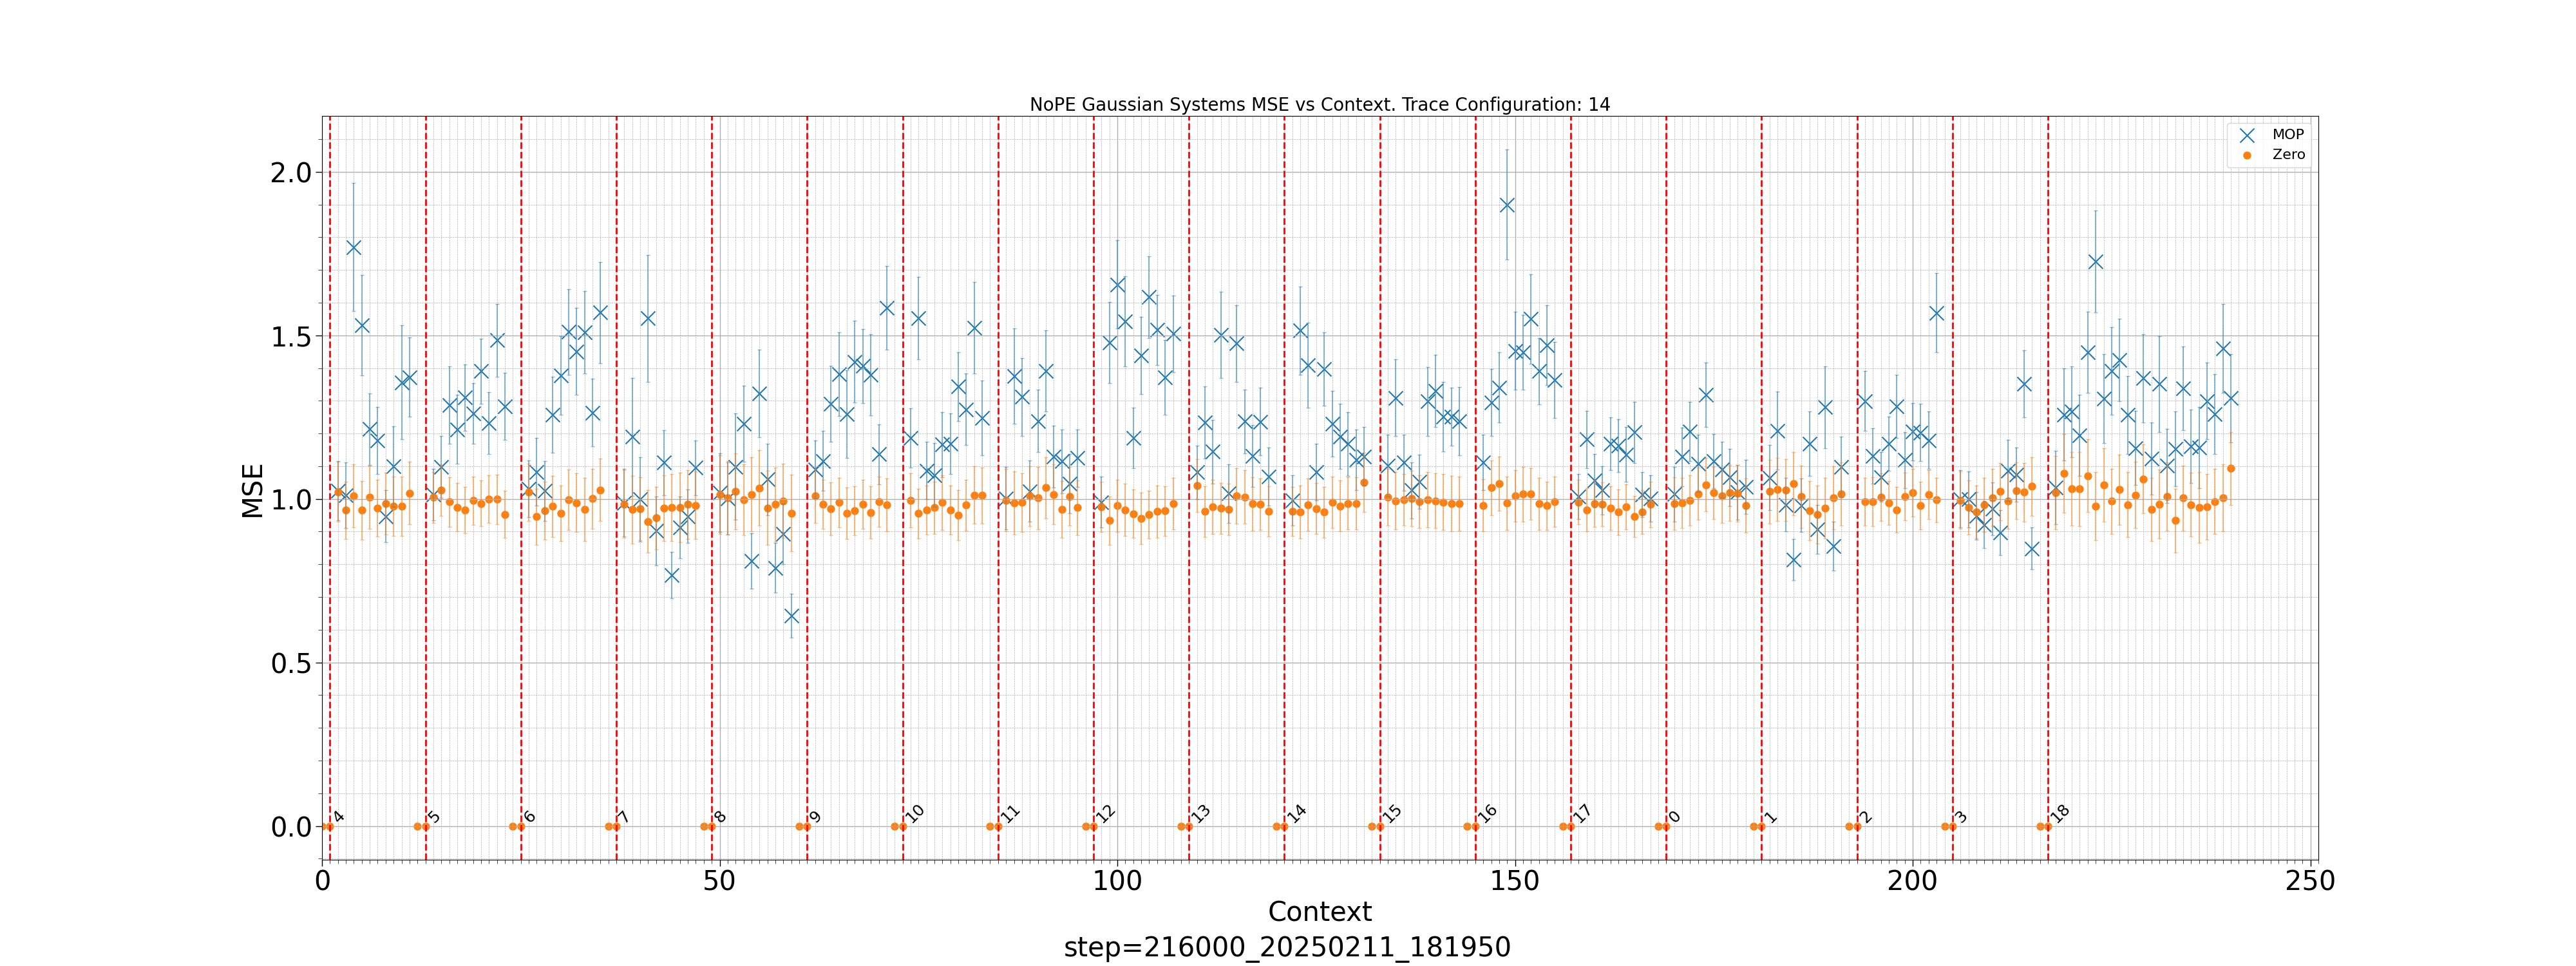 NoPE Gaussian Systems MSE vs Context. Trace Configuration: 14
MOP
Zero
2.0
1.5
1.0
0.5
0.0
MSE
4 5 6 7 8 9 10 11 12 13 14 15 16 17 0 1 2 3 18
0 50 100 150 200 250
Context
step=216000_20250211_181950